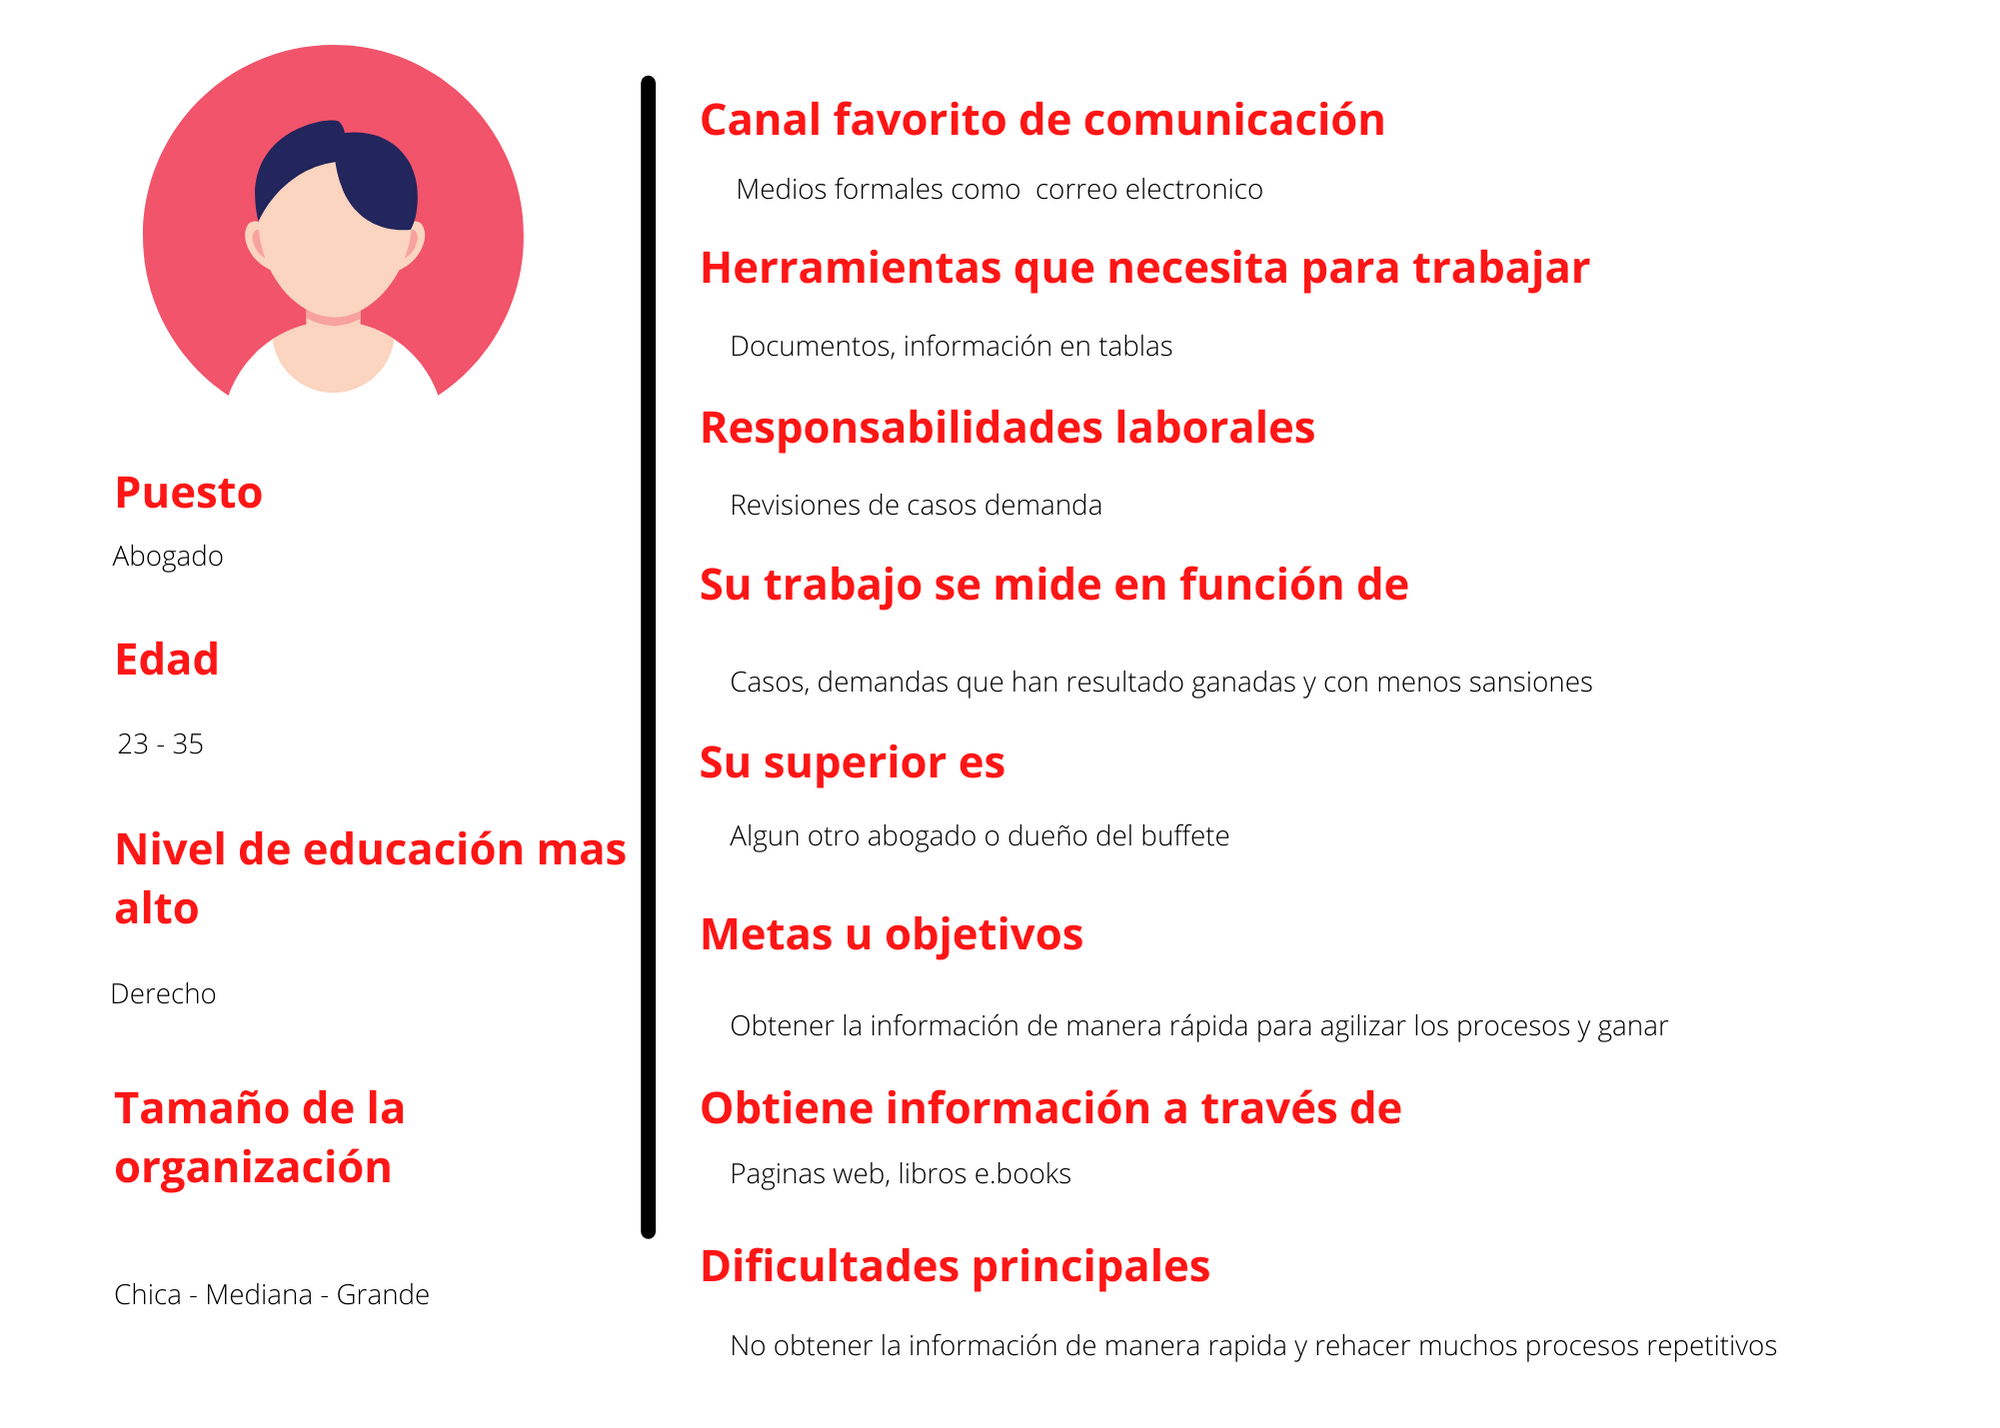 Puesto
Abogado
Edad
23 - 35
Nivel de educación mas
alto
Derecho
Tamaño de la
organización
Chica - Mediana - Grande
Canal favorito de comunicación
Medios formales como  correo electronico
Herramientas que necesita para trabajar
Documentos, información en tablas
Responsabilidades laborales
Revisiones de casos demanda
Su trabajo se mide en función de
Casos, demandas que han resultado ganadas y con menos sansiones
Su superior es
Algun otro abogado o dueño del buffete
Metas u objetivos
Obtener la información de manera rápida para agilizar los procesos y ganar
Obtiene información a través de
Paginas web, libros e.books
Dificultades principales
No obtener la información de manera rapida y rehacer muchos procesos repetitivos